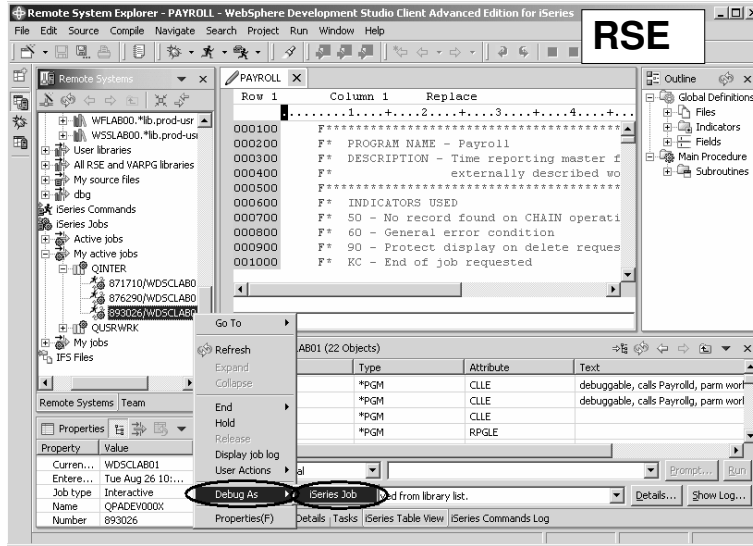 Remote System Explorer - PAYROLL - WebSphere Development Studio Client Advanced Edition for iSeries
RSE
File Edit Source Compile Navigate Search Project Run Window Help
Remote Systems
WFLAB00.*lib.prod-usr
WSSLAB00.*lib.prod-usr
User libraries
All RSE and VARPG libraries
My source files
dbg
iSeries Commands
iSeries Jobs
Active jobs
My active jobs
QINTER
871710/WDSCLAB0
876290/WDSCLAB0
893026/WDSCLAB0
QUSRWRK
My jobs
IFS Files
Remote Systems Team
PAYROLL
Row 1 Column 1 Replace
.........1....+....2....+....3....+....4....+...
000100 F*****************************************
000200 F* PROGRAM NAME - Payroll
000300 F* DESCRIPTION - Time reporting master f
000400 F* externally described wo
000500 F*****************************************
000600 F* INDICATORS USED
000700 F* 50 - No record found on CHAIN operati
000800 F* 60 - General error condition
000900 F* 90 - Protect display on delete reques
001000 F* KC - End of job requested
Outline
Global Definitions
Files
Indicators
Fields
Main Procedure
Subroutines
Go To
Refresh
Expand
Collapse
End
Hold
Release
Display job log
User Actions
Debug As
Properties(F)
iSeries Job
Properties
Property Value
Curren... WDSCLAB01
Entere... Tue Aug 26 10:...
Job type Interactive
Name QPADEV000X
Number 893026
LAB01 (22 Objects)
Type Attribute Text
*PGM CLLE debuggable, calls Payrollg, parm worl
*PGM CLLE debuggable, calls Payrollg, parm worl
*PGM CLLE
*PGM RPGLE
al
Prompt... Run
ed from library list.
Details... Show Log...
Details Tasks iSeries Table View iSeries Commands Log